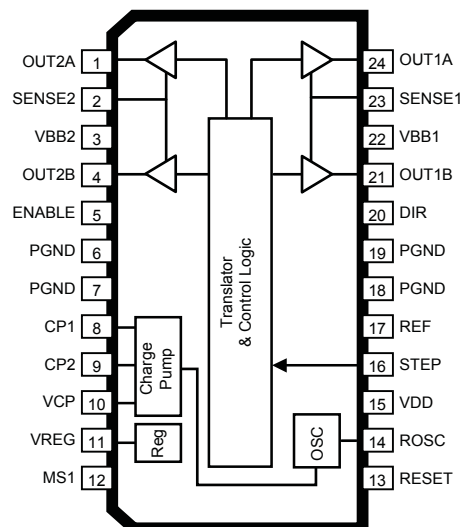 OUT2A 1
SENSE2 2
VBB2 3
OUT2B 4
ENABLE 5
PGND 6
PGND 7
CP1 8
CP2 9
VCP 10
VREG 11
MS1 12
Translator
& Control Logic
Charge
Pump
Reg
OSC
24 OUT1A
23 SENSE1
22 VBB1
21 OUT1B
20 DIR
19 PGND
18 PGND
17 REF
16 STEP
15 VDD
14 ROSC
13 RESET